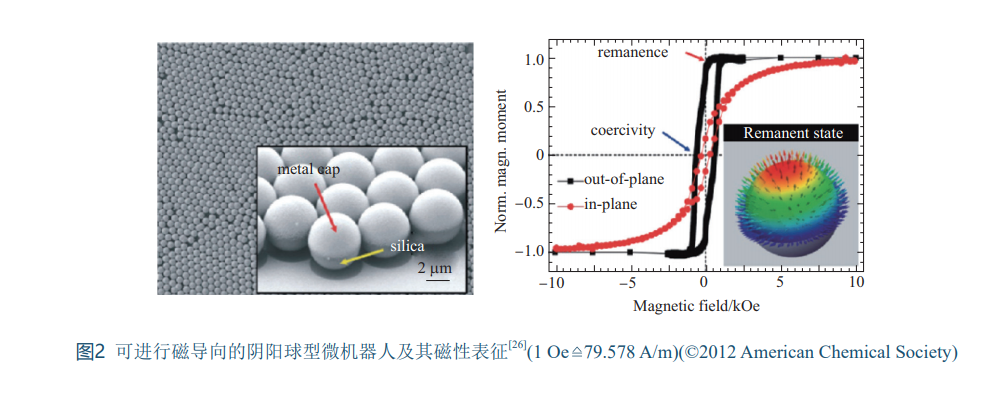 metal cap
silica
2 μm
Norm. magn. moment
1.0
0.5
0
−0.5
−1.0
remanence
coercivity
out-of-plane
in-plane
Remanent state
−10
−5
0
5
10
Magnetic field/kOe
图2 可进行磁导向的阴阳球型微机器人及其磁性表征[26](1 Oe≙79.578 A/m)(©2012 American Chemical Society)